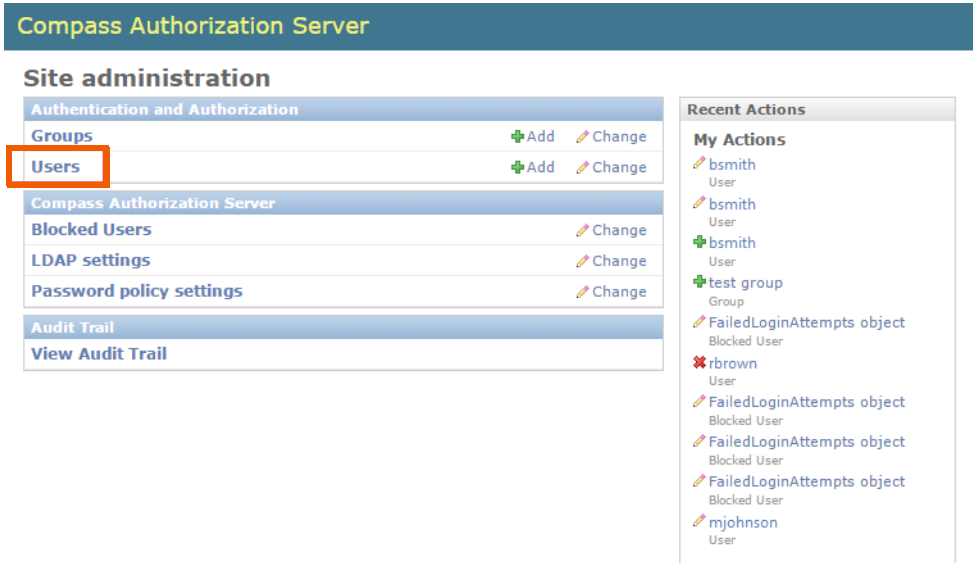 Compass Authorization Server
Site administration
Authentication and Authorization
Groups Add Change
Users Add Change
Compass Authorization Server
Blocked Users Change
LDAP settings Change
Password policy settings Change
Audit Trail
View Audit Trail
Recent Actions
My Actions
bsmith
User
bsmith
User
bsmith
User
test group
Group
FailedLoginAttempts object
Blocked User
rbrown
User
FailedLoginAttempts object
Blocked User
FailedLoginAttempts object
Blocked User
FailedLoginAttempts object
Blocked User
mjohnson
User